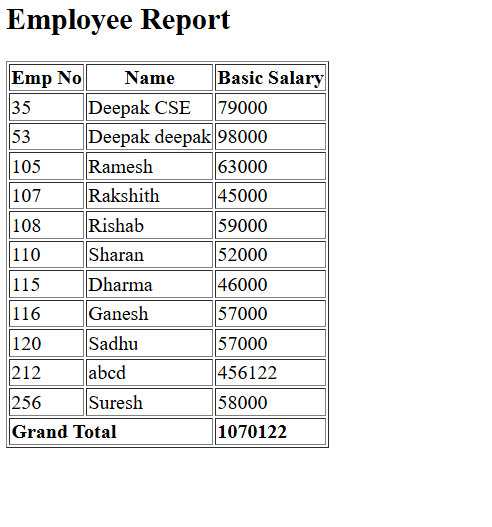 Employee Report
Emp No Name Basic Salary
35 Deepak CSE 79000
53 Deepak deepak 98000
105 Ramesh 63000
107 Rakshith 45000
108 Rishab 59000
110 Sharan 52000
115 Dharma 46000
116 Ganesh 57000
120 Sadhu 57000
212 abcd 456122
256 Suresh 58000
Grand Total 1070122